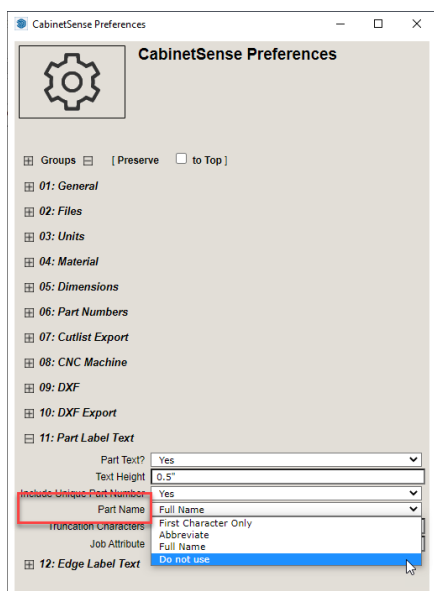 CabinetSense Preferences
CabinetSense Preferences
Groups [ Preserve to Top ]
01: General
02: Files
03: Units
04: Material
05: Dimensions
06: Part Numbers
07: Cutlist Export
08: CNC Machine
09: DXF
10: DXF Export
11: Part Label Text
Part Text? Yes
Text Height 0.5"
Include Unique Part Number Yes
Part Name Full Name
First Character Only
Truncation Characters
Abbreviate
Full Name
Job Attribute
Do not use
12: Edge Label Text